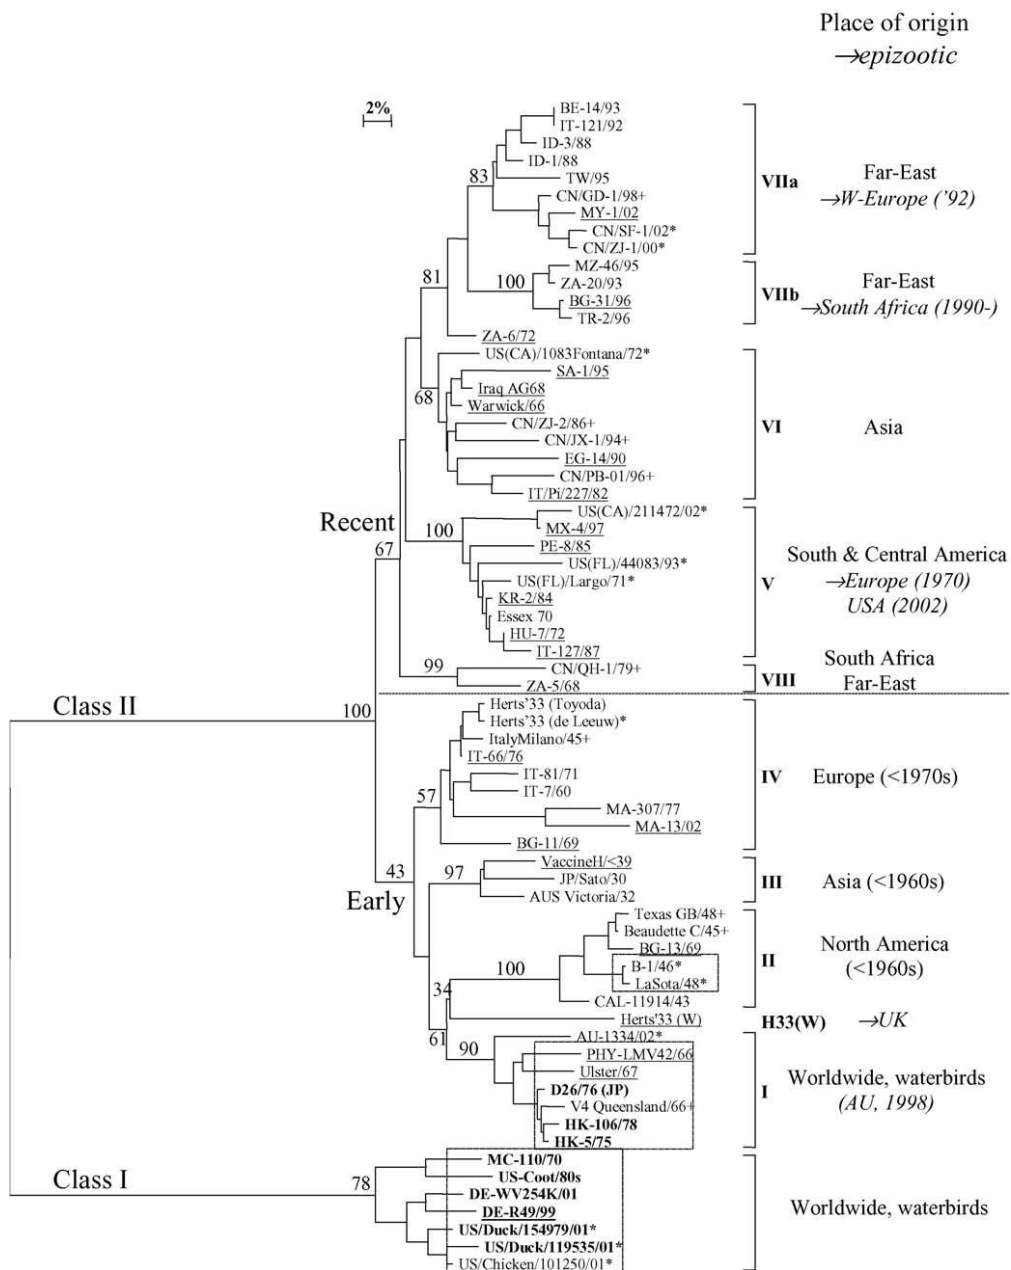 Place of origin
→epizootic
2%
BE-14/93
IT-121/92
ID-3/88
ID-1/88
83
TW/95
VIIa
Far-East
→W-Europe ('92)
CN/GD-1/98+
MY-1/02
CN/SF-1/02*
CN/ZJ-1/00*
MZ-46/95
81
100
ZA-20/93
VIIb
Far-East
→South Africa (1990-)
BG-31/96
TR-2/96
ZA-6/72
US(CA)/1083Fontana/72*
SA-1/95
68
Iraq AG68
Warwick/66
CN/ZJ-2/86+
VI
Asia
CN/JX-1/94+
EG-14/90
CN/PB-01/96+
IT/Pi/227/82
Recent
US(CA)/211472/02*
100
MX-4/97
67
PE-8/85
South & Central America
US(FL)/44083/93*
→Europe (1970)
US(FL)/Largo/71*
V
KR-2/84
USA (2002)
Essex 70
HU-7/72
IT-127/87
99
CN/QH-1/79+
VIII
South Africa
Far-East
ZA-5/68
Class II
100
Herts'33 (Toyoda)
Herts'33 (de Leeuw)*
ItalyMilano/45+
IT-66/76
IT-81/71
IV
Europe (<1970s)
57
IT-7/60
MA-307/77
MA-13/02
BG-11/69
43
VaccineH/<39
97
JP/Sato/30
III
Asia (<1960s)
Early
AUS Victoria/32
Texas GB/48+
Beaudette C/45+
BG-13/69
North America
(<1960s)
II
100
B-1/46*
LaSota/48*
34
CAL-11914/43
Herts'33 (W)
H33(W)
→UK
61
90
AU-1334/02*
PHY-LMV42/66
Ulster/67
Worldwide, waterbirds
D26/76 (JP)
I
(AU, 1998)
V4 Queensland/66+
HK-106/78
HK-5/75
Class I
78
MC-110/70
US-Coot/80s
DE-WV254K/01
Worldwide, waterbirds
DE-R49/99
US/Duck/154979/01*
US/Duck/119535/01*
US/Chicken/101250/01*